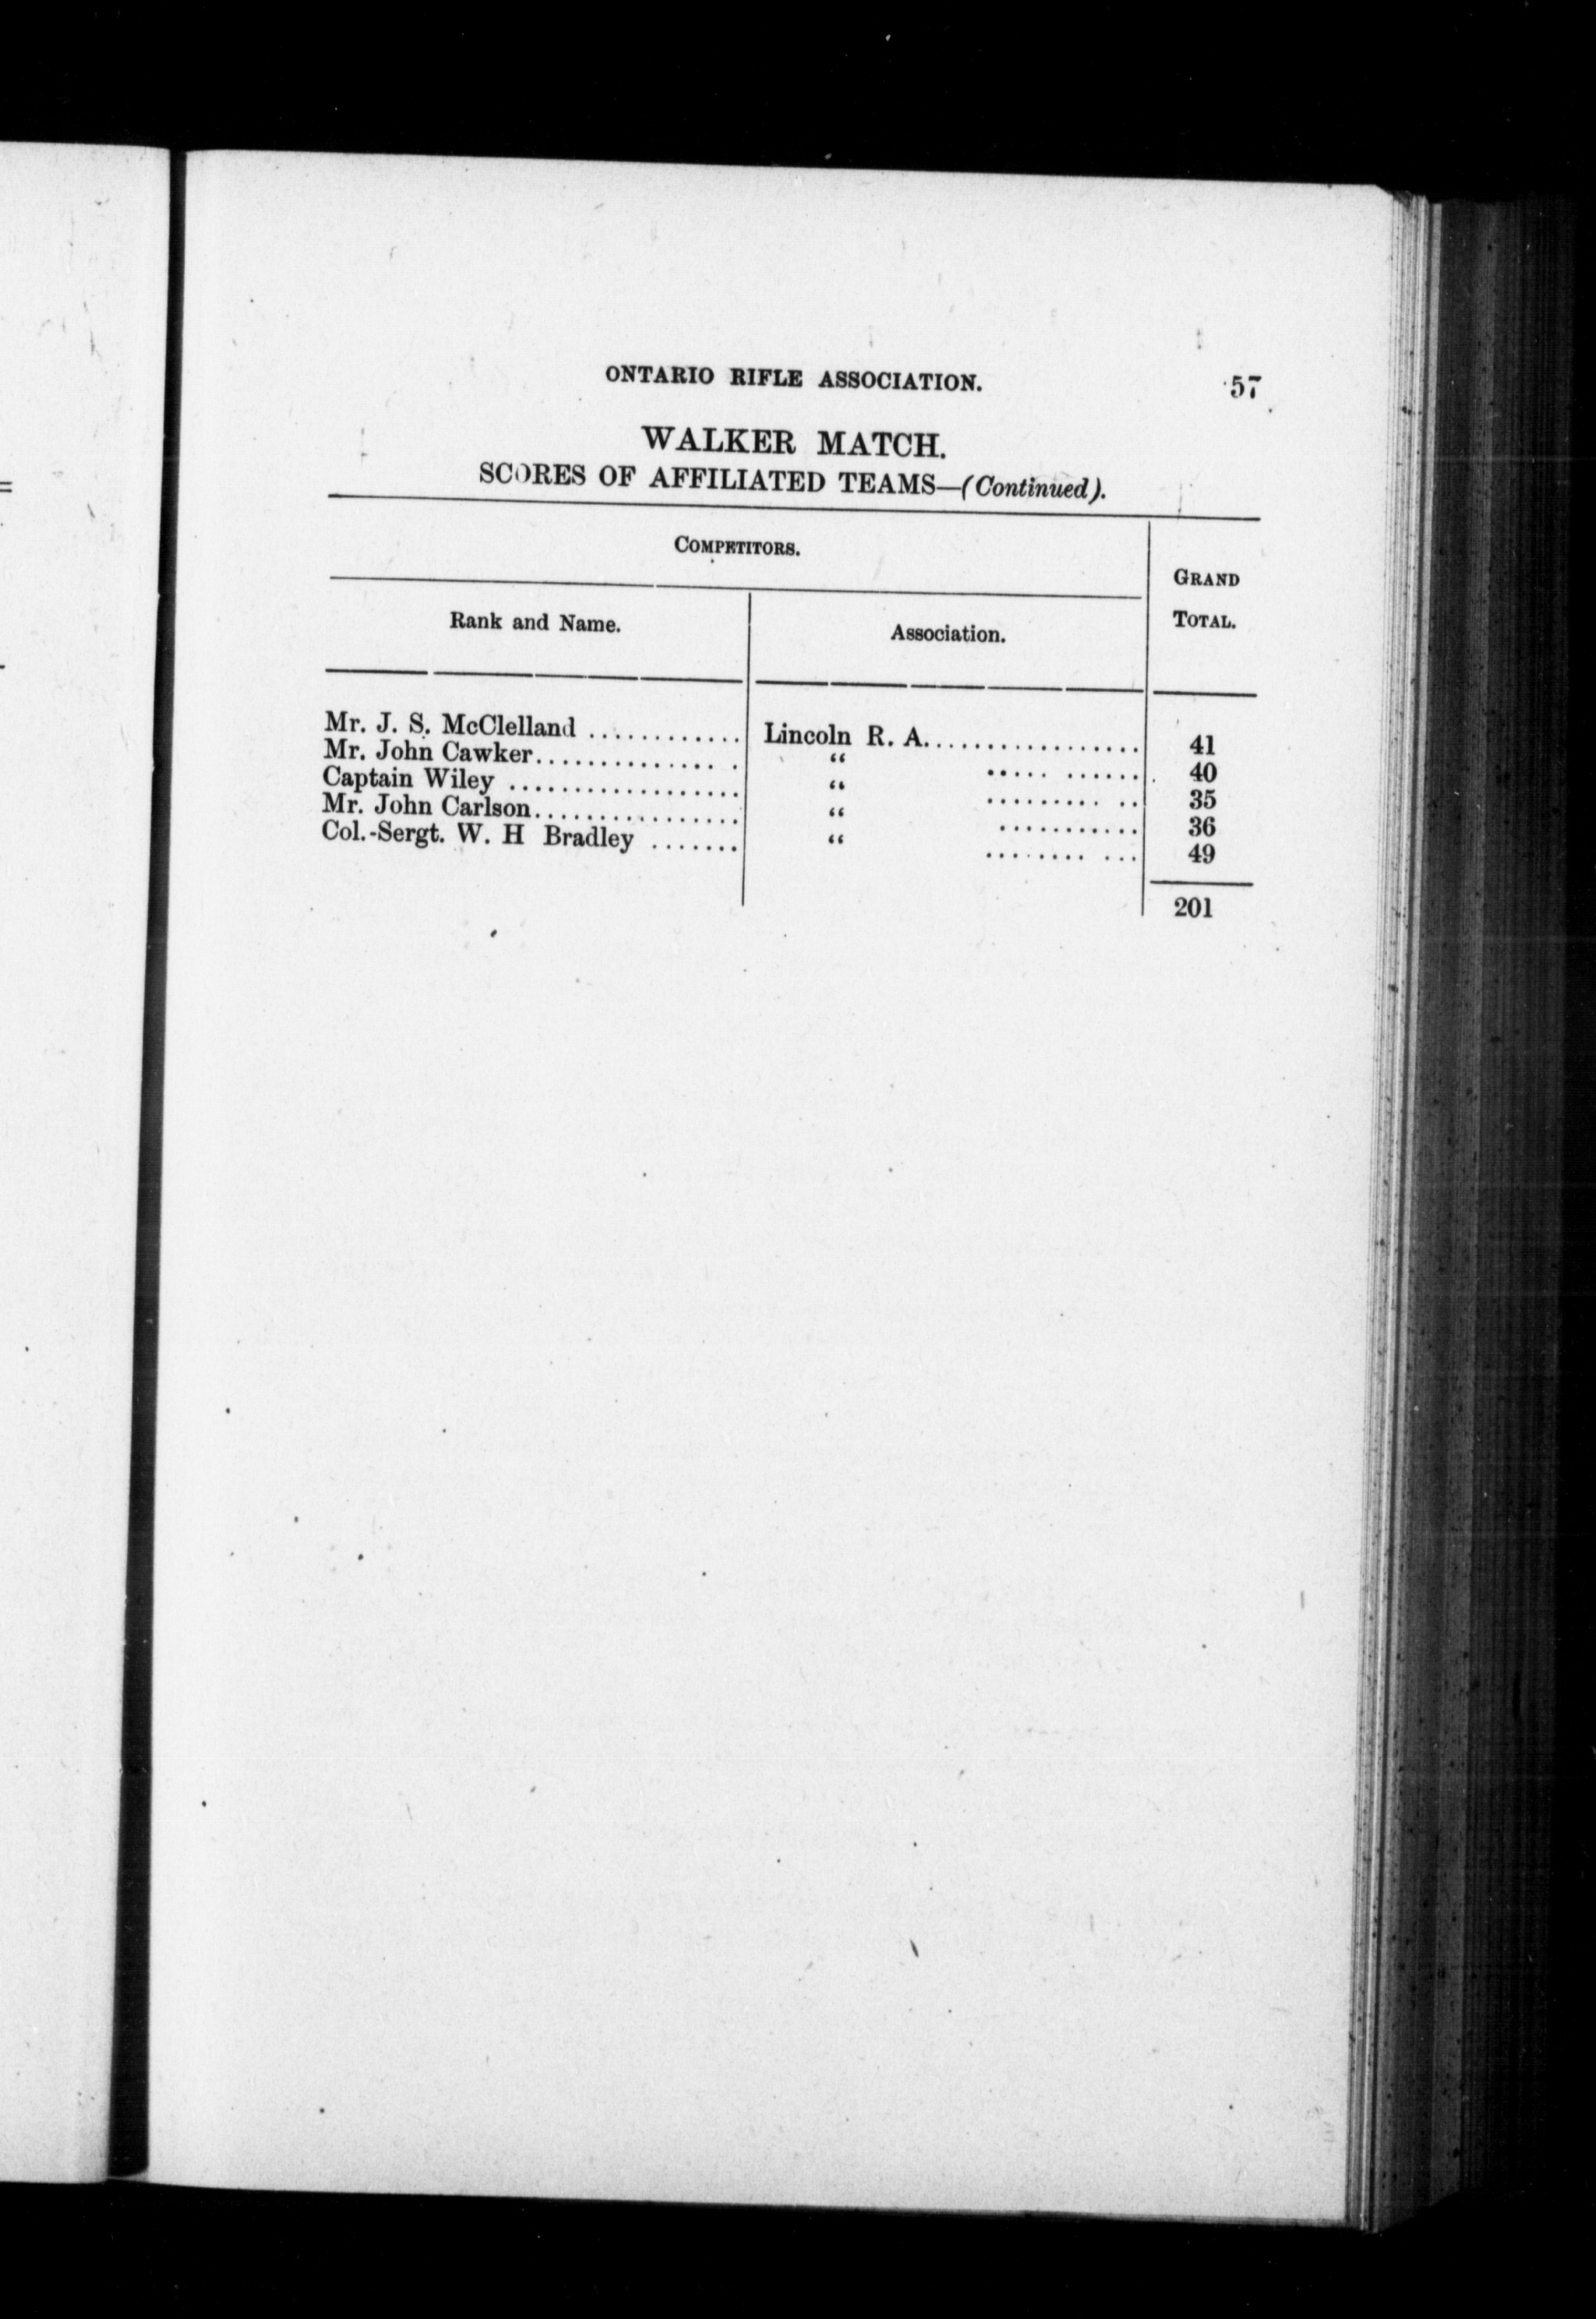 ONTARIO RIFLE ASSOCIATION. 57
WALKER MATCH.
SCORES OF AFFILIATED TEAMS—(Continued).
COMPETITORS.
GRAND
TOTAL.
Rank and Name. Association.
Mr. J. S. McClelland ............ Lincoln R. A.................. 41
Mr. John Cawker............... . “ ..... ...... 40
Captain Wiley .................. “ ......... .. 35
Mr. John Carlson................. “ ........... 36
Col.-Sergt. W. H Bradley ....... “ ........ ... 49
201